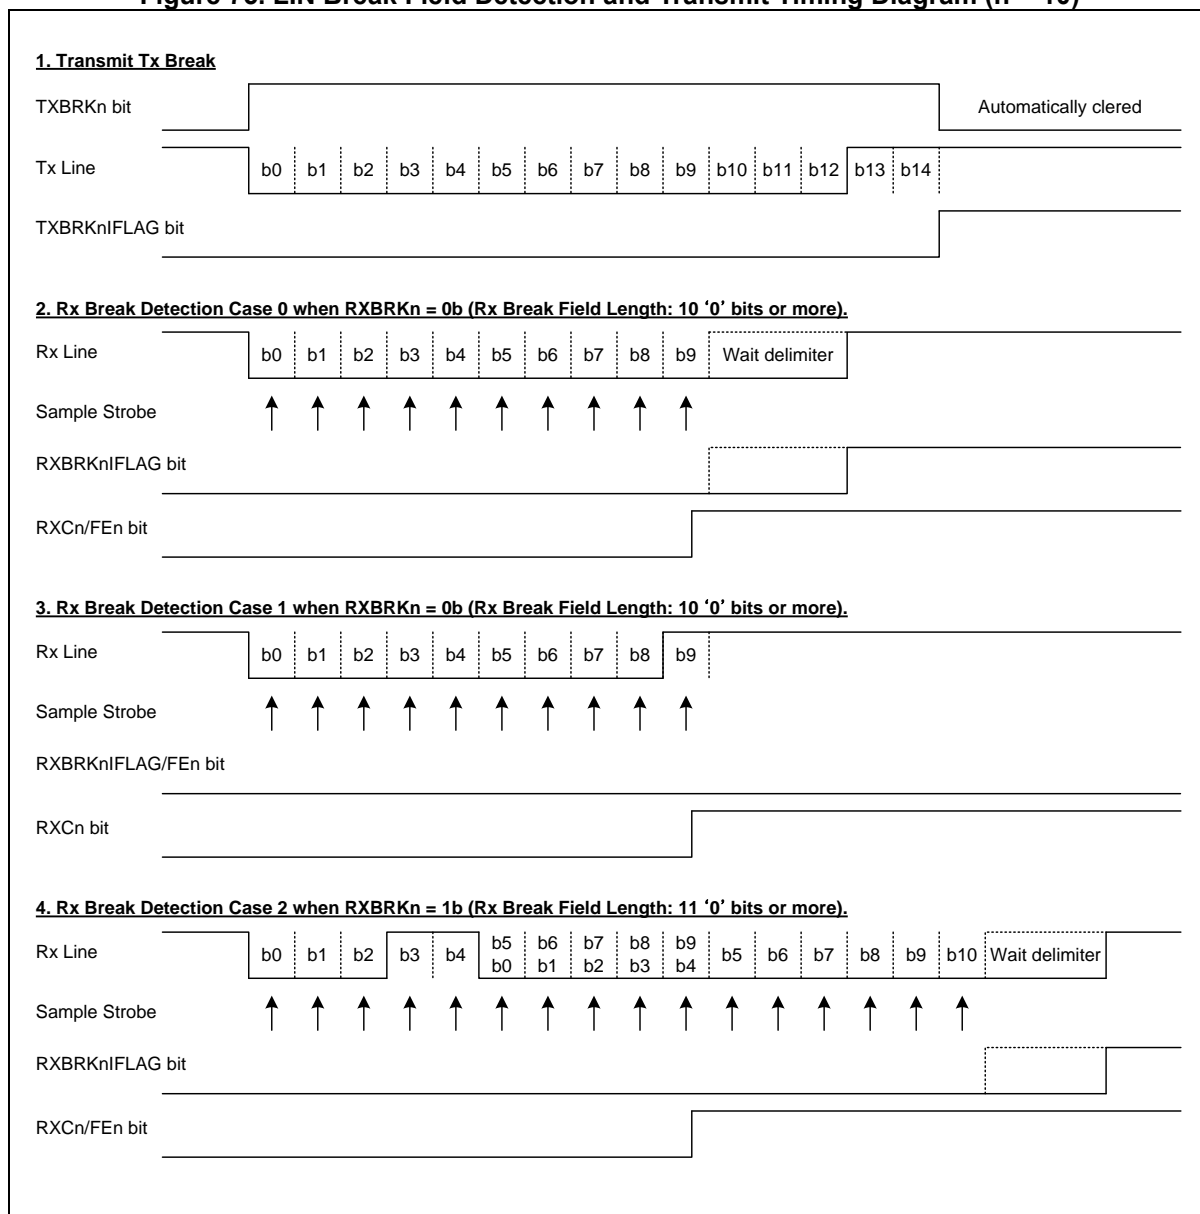 1. Transmit Tx Break
TXBRKn bit
Automatically clered
Tx Line
b0 b1 b2 b3 b4 b5 b6 b7 b8 b9 b10 b11 b12 b13 b14
TXBRKnIFLAG bit
2. Rx Break Detection Case 0 when RXBRKn = 0b (Rx Break Field Length: 10 ‘0’ bits or more).
Rx Line
b0 b1 b2 b3 b4 b5 b6 b7 b8 b9 Wait delimiter
Sample Strobe
RXBRKnIFLAG bit
RXCn/FEn bit
3. Rx Break Detection Case 1 when RXBRKn = 0b (Rx Break Field Length: 10 ‘0’ bits or more).
Rx Line
b0 b1 b2 b3 b4 b5 b6 b7 b8 b9
Sample Strobe
RXBRKnIFLAG/FEn bit
RXCn bit
4. Rx Break Detection Case 2 when RXBRKn = 1b (Rx Break Field Length: 11 ‘0’ bits or more).
Rx Line
b5 b6 b7 b8 b9
b0 b1 b2 b3 b4 b0 b1 b2 b3 b4 b5 b6 b7 b8 b9 b10 Wait delimiter
Sample Strobe
RXBRKnIFLAG bit
RXCn/FEn bit